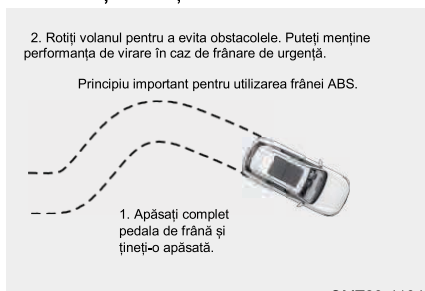 2. Rotiți volanul pentru a evita obstacolele. Puteți menține
performanța de virare în caz de frânare de urgență.
Principiu important pentru utilizarea frânei ABS.
1. Apăsați complet
pedala de frână și
țineți-o apăsată.